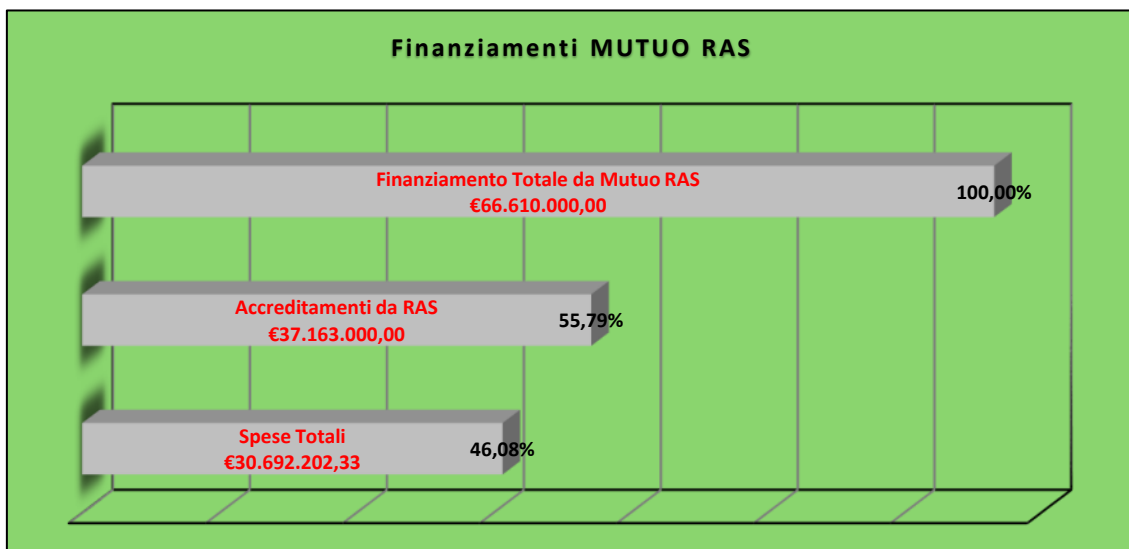 Finanziamenti MUTUO RAS
Finanziamento Totale da Mutuo RAS
€66.610.000,00
100,00%
Accreditamenti da RAS
€37.163.000,00
55,79%
Spese Totali
€30.692.202,33
46,08%